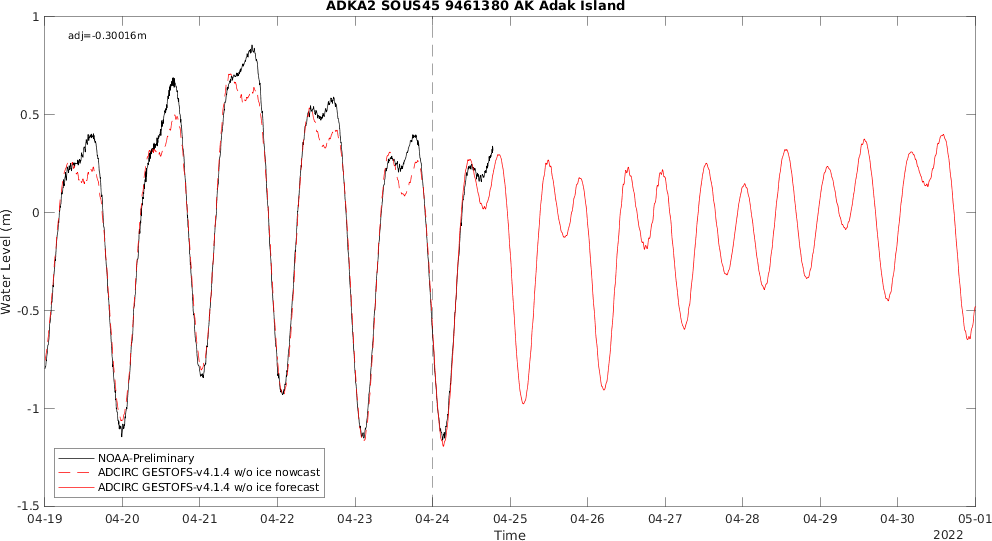 ADKA2 SOUS45 9461380 AK Adak Island
adj=-0.30016m
Water Level (m)
1
0.5
0
-0.5
-1
-1.5
NOAA-Preliminary
ADCIRC GESTOFS-v4.1.4 w/o ice nowcast
ADCIRC GESTOFS-v4.1.4 w/o ice forecast
04-19 04-20 04-21 04-22 04-23 04-24 04-25 04-26 04-27 04-28 04-29 04-30 05-01
Time
2022